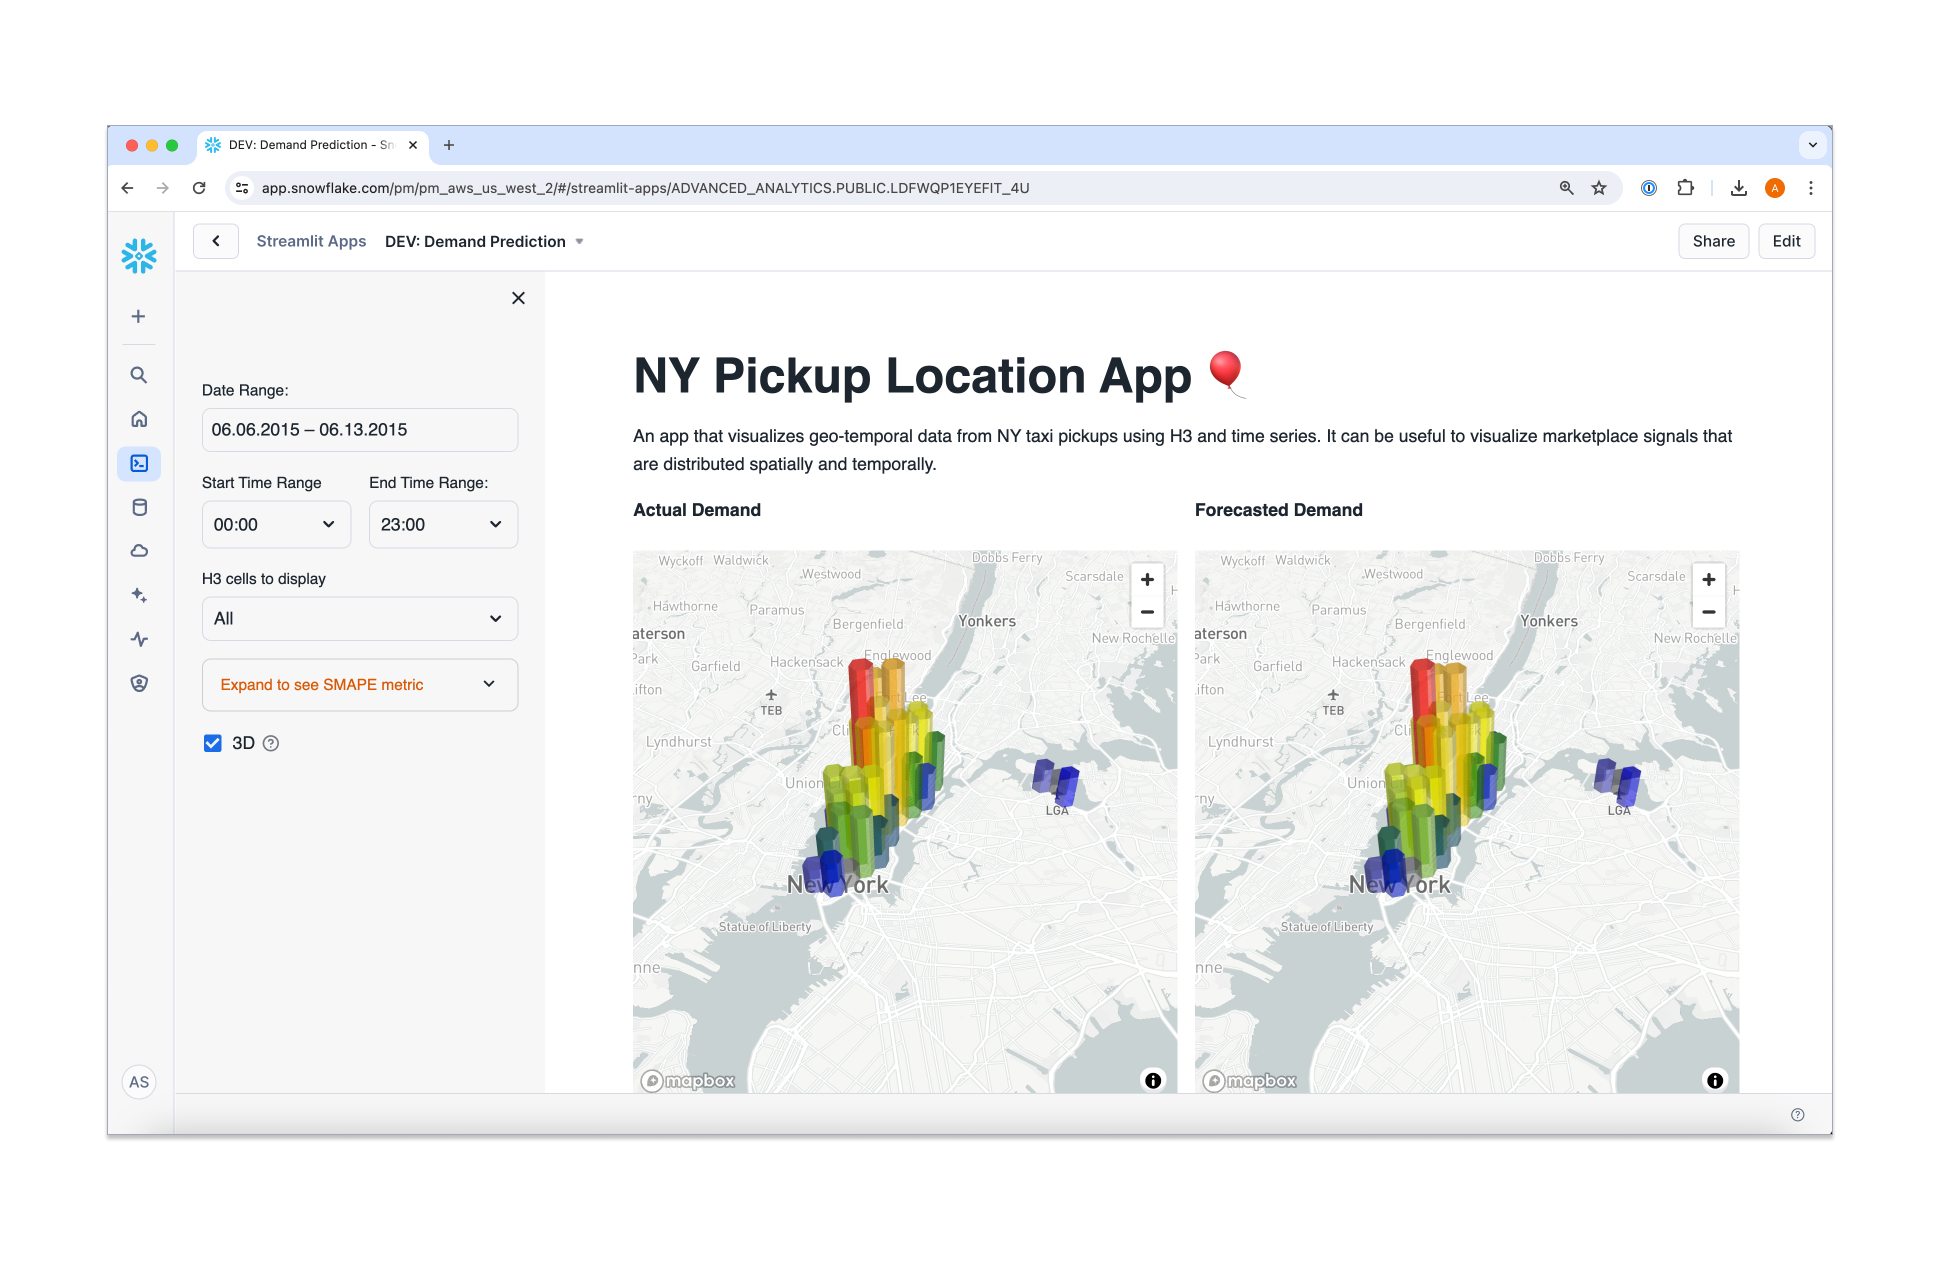 DEV: Demand Prediction - Sn
app.snowflake.com/pm/pm_aws_us_west_2/#/streamlit-apps/ADVANCED_ANALYTICS.PUBLIC.LDFWQP1EYEFIT_4U
A
Streamlit Apps DEV: Demand Prediction
Share Edit
Date Range:
06.06.2015 – 06.13.2015
Start Time Range End Time Range:
00:00 23:00
H3 cells to display
All
Expand to see SMAPE metric
3D
AS
NY Pickup Location App
An app that visualizes geo-temporal data from NY taxi pickups using H3 and time series. It can be useful to visualize marketplace signals that
are distributed spatially and temporally.
Actual Demand
Wyckoff Waldwick Dobbs Ferry
Westwood Scarsdale
Hawthorne Paramus
Bergenfield Yonkers
aterson New Rochelle
Park Garfield Hackensack Englewood
lifton
TEB
Lyndhurst
Union
rny
LGA
New York
Statue of Liberty
nne
mapbox
Forecasted Demand
Wyckoff Waldwick Dobbs Ferry
Westwood Scarsdale
Hawthorne Paramus
Bergenfield Yonkers
aterson New Rochelle
Park Garfield Hackensack Englewood
lifton
TEB
Lyndhurst
Union
rny
LGA
New York
Statue of Liberty
nne
mapbox